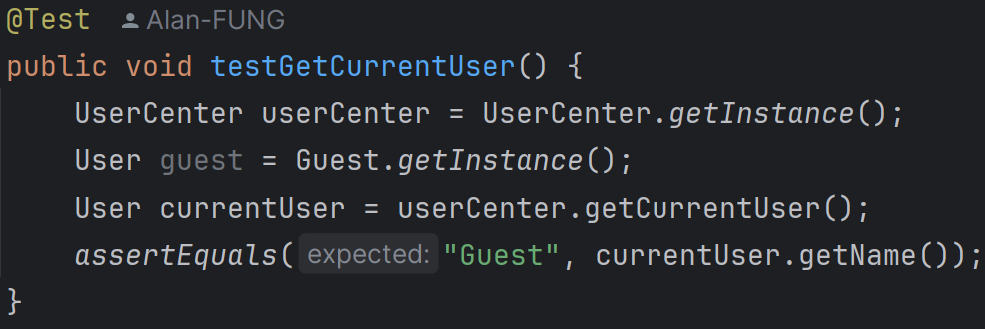 @Test Alan-FUNG
public void testGetCurrentUser() {
    UserCenter userCenter = UserCenter.getInstance();
    User guest = Guest.getInstance();
    User currentUser = userCenter.getCurrentUser();
    assertEquals( expected: "Guest", currentUser.getName());
}